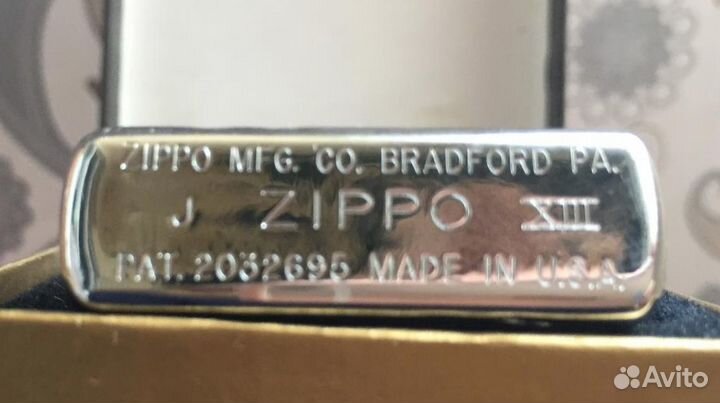 ZIPPO MFG. CO. BRADFORD PA.
J ZIPPO XIII
PAT. 2032695 MADE IN U.S.A.
Avito